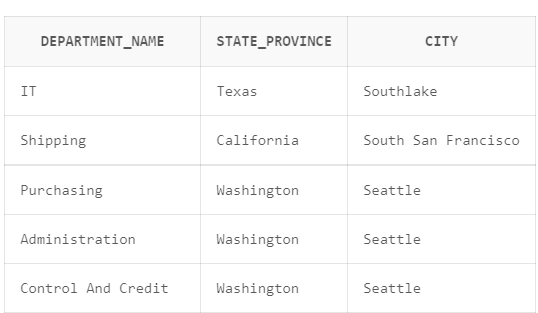 DEPARTMENT_NAME STATE_PROVINCE CITY
IT Texas Southlake
Shipping California South San Francisco
Purchasing Washington Seattle
Administration Washington Seattle
Control And Credit Washington Seattle